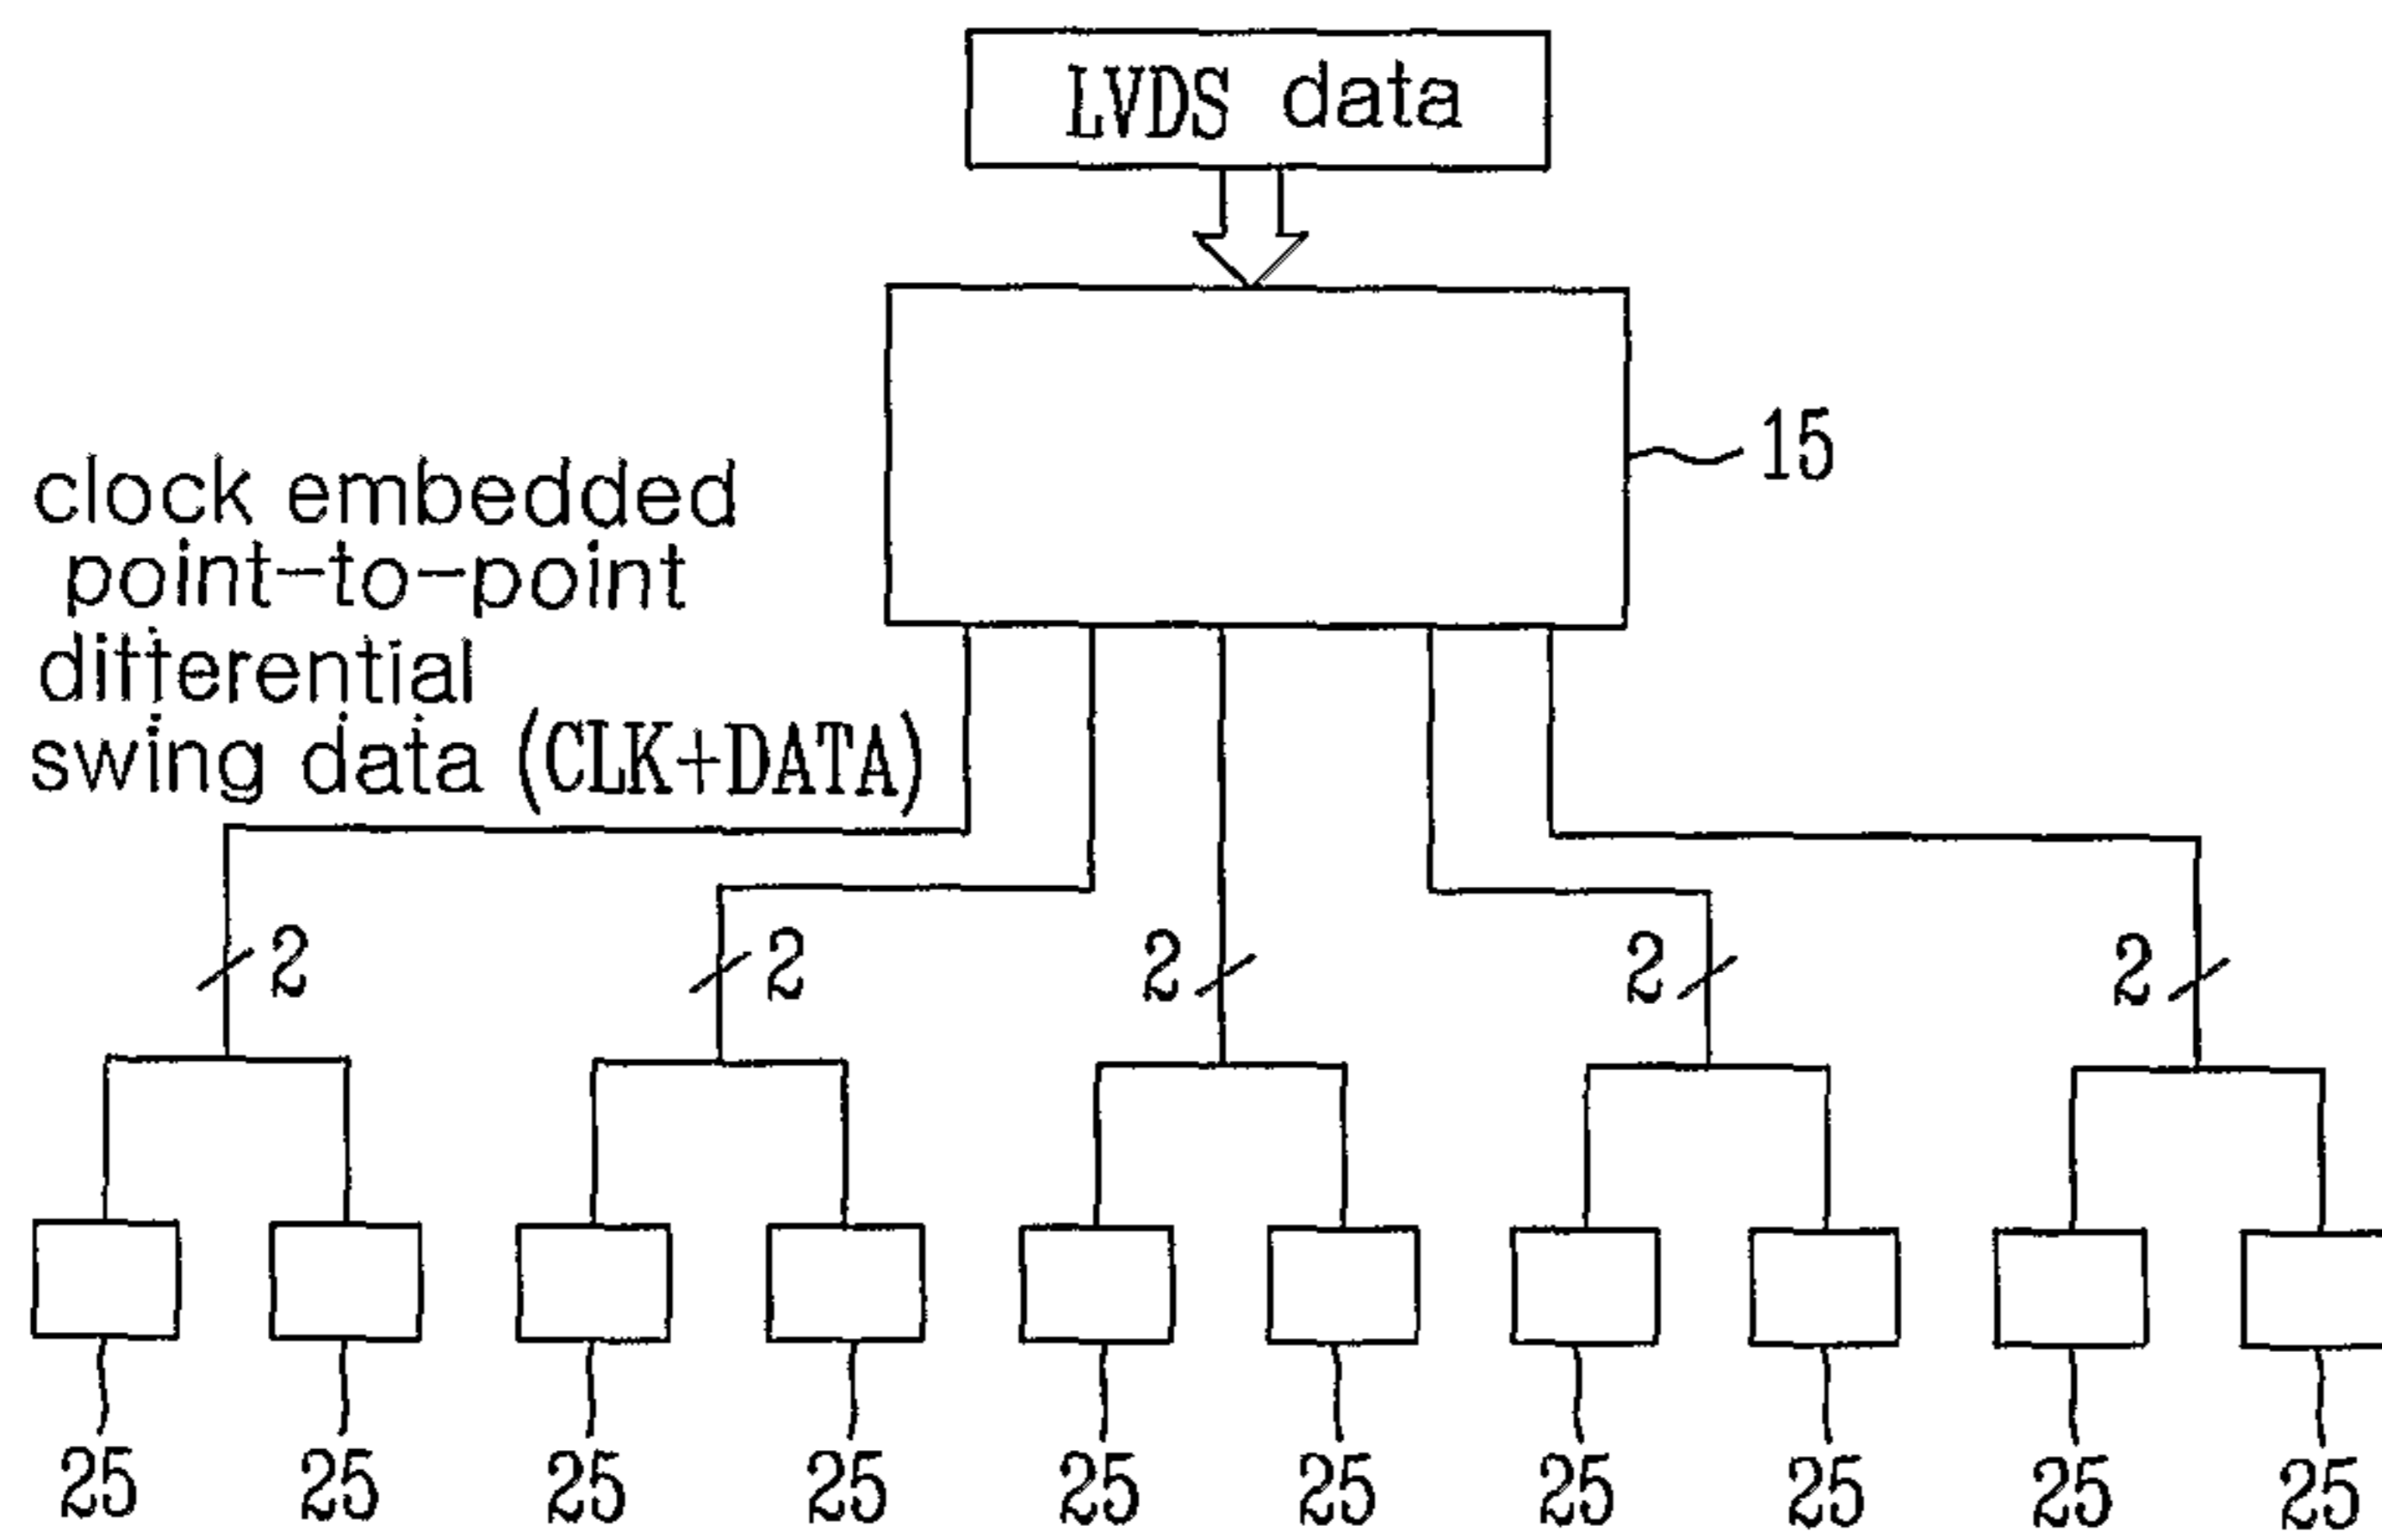 LVDS data
15
clock embedded
point-to-point
differential
swing data (CLK+DATA)
2 2 2 2 2
25 25 25 25 25 25 25 25 25 25